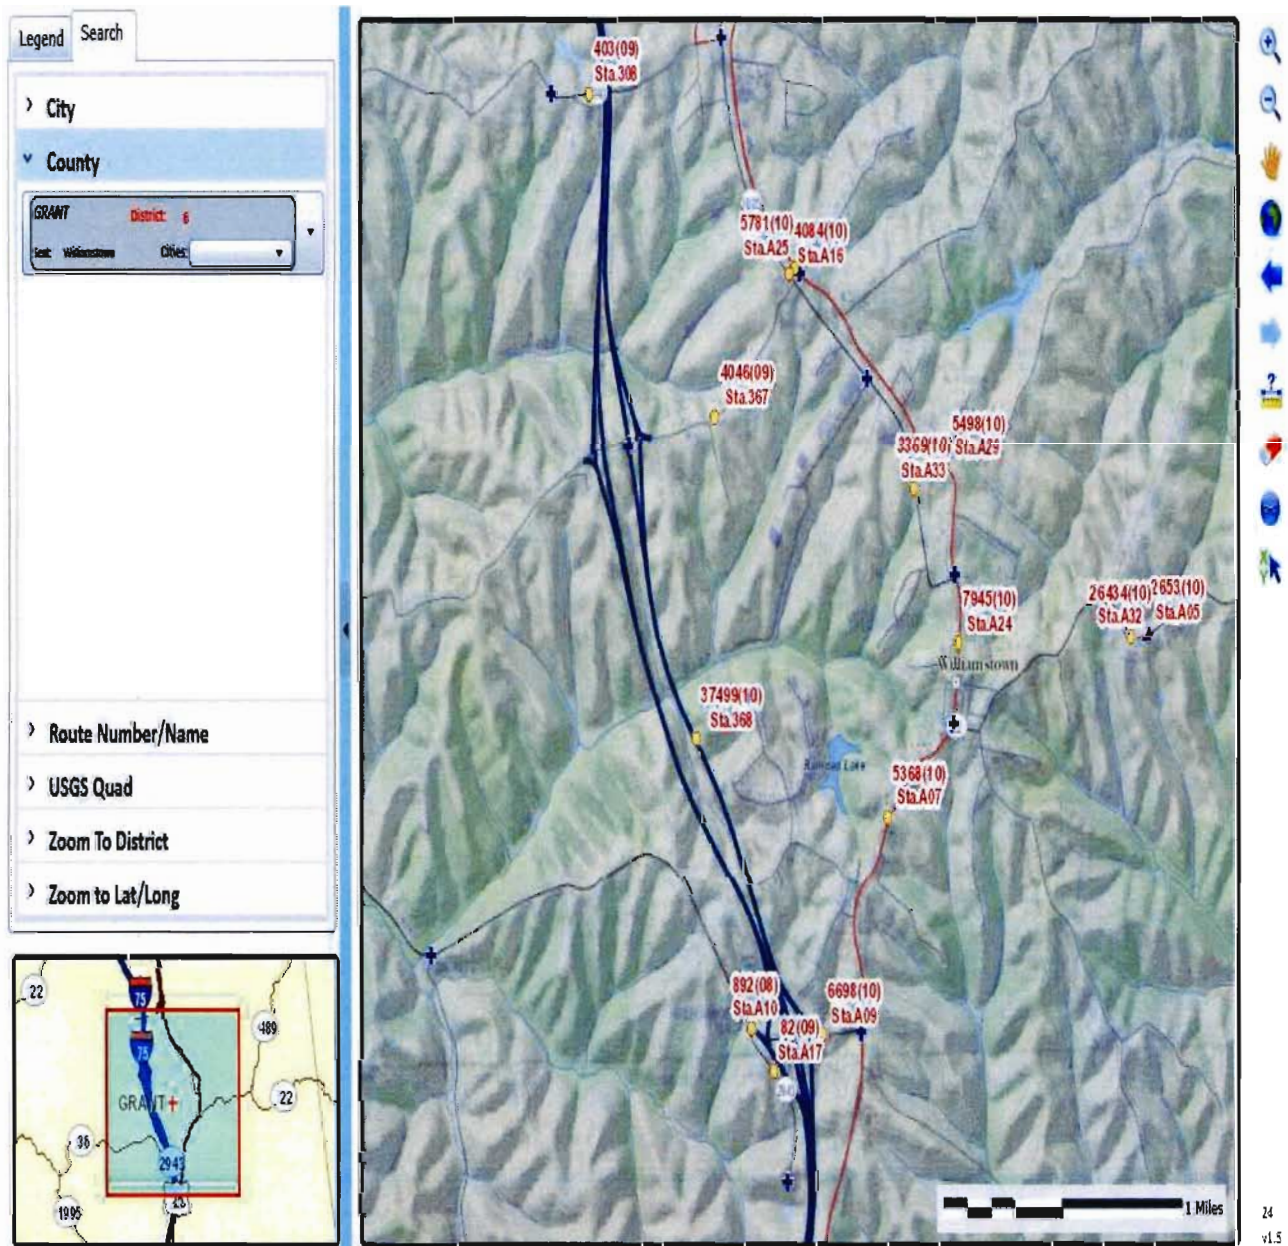 Legend Search
City
County
GRANT District: 6
Seat: Williamstown Cities:
Route Number/Name
USGS Quad
Zoom To District
Zoom to Lat/Long
22
75
489
75
GRANT
22
36
2943
1995
403(09)
Sta.308
5781(10)
Sta.A25
4084(10)
Sta.A16
4046(09)
Sta.367
5498(10)
Sta.A29
3369(10)
Sta.A33
7945(10)
Sta.A24
26434(10)
Sta.A32
2653(10)
Sta.A05
Williamstown
37499(10)
Sta.368
Lake
5368(10)
Sta.A07
892(08)
Sta.A10
6698(10)
Sta.A09
82(09)
Sta.A17
1 Miles
24
v1.5